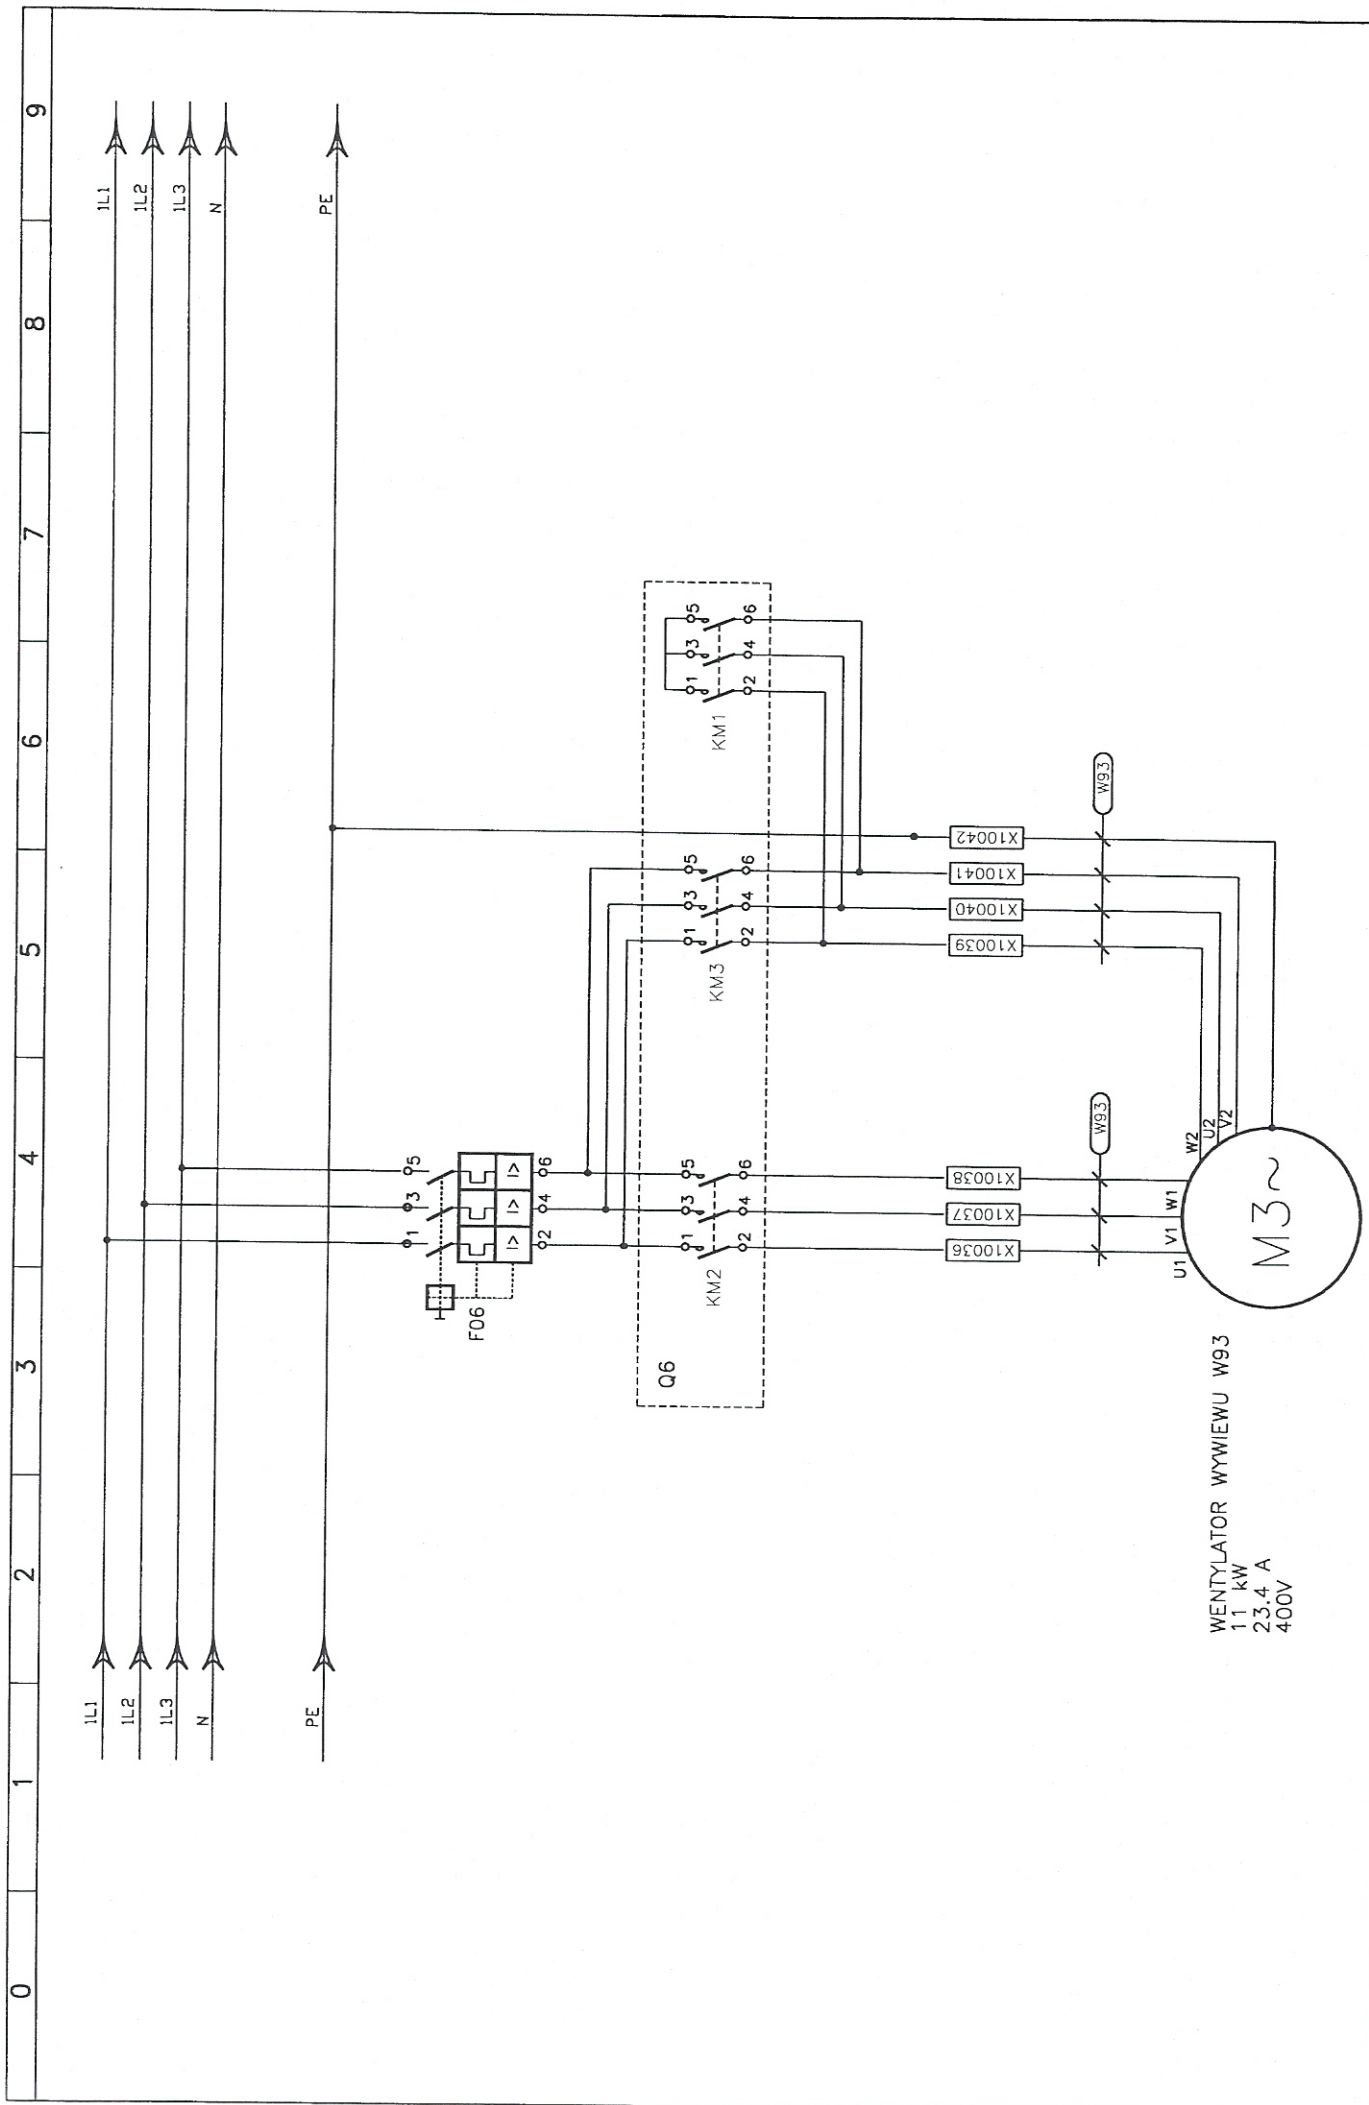 0 1 2 3 4 5 6 7 8 9
1L1 1L1
1L2 1L2
1L3 1L3
N N
PE PE
1 3 5
F06
2 4 6
Q6
1 3 5
KM2
2 4 6
1 3 5
KM3
2 4 6
1 3 5
KM1
2 4 6
X10036
X10037
X10038
X10039
X10040
X10041
X10042
W93
W93
U1 V1 W1 W2 U2 V2
M3~
WENTYLATOR WYWIEWU W93
11 kW
23.4 A
400V